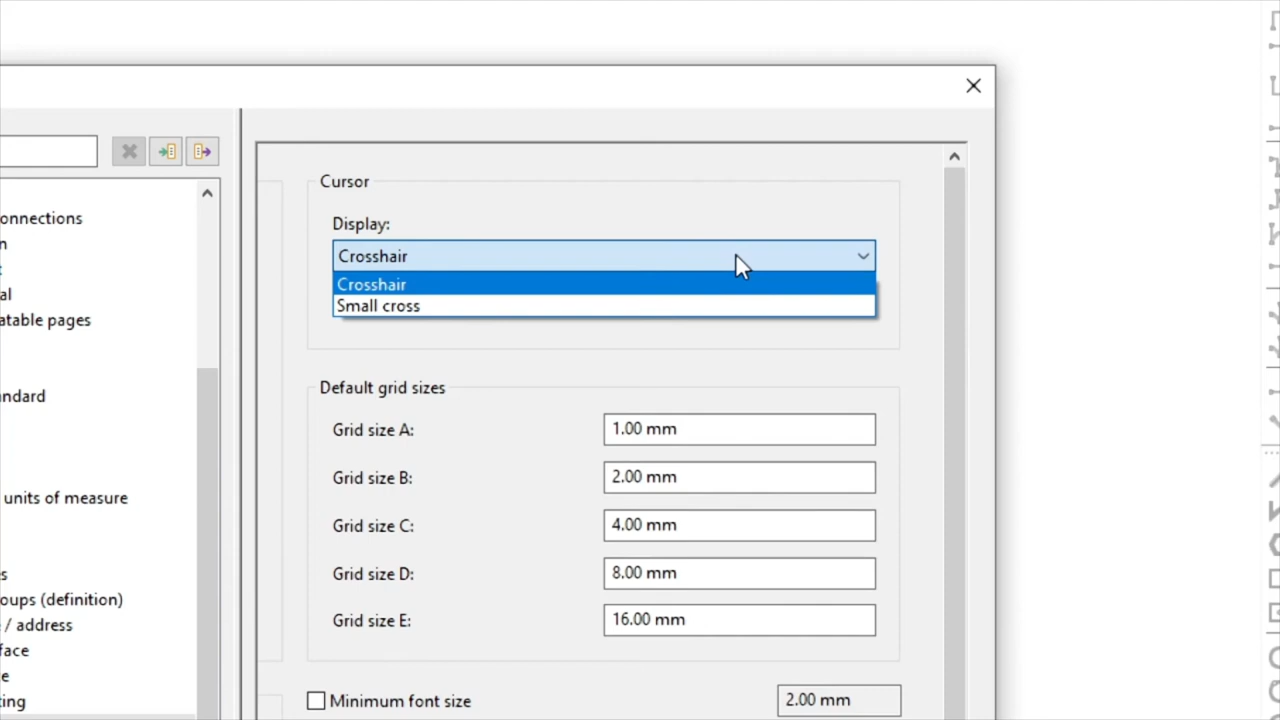 Cursor
Display:
Crosshair
Crosshair
Small cross
Default grid sizes
Grid size A: 1.00 mm
Grid size B: 2.00 mm
Grid size C: 4.00 mm
Grid size D: 8.00 mm
Grid size E: 16.00 mm
Minimum font size 2.00 mm
onnections
n
al
atable pages
andard
units of measure
s
oups (definition)
/ address
face
e
ting